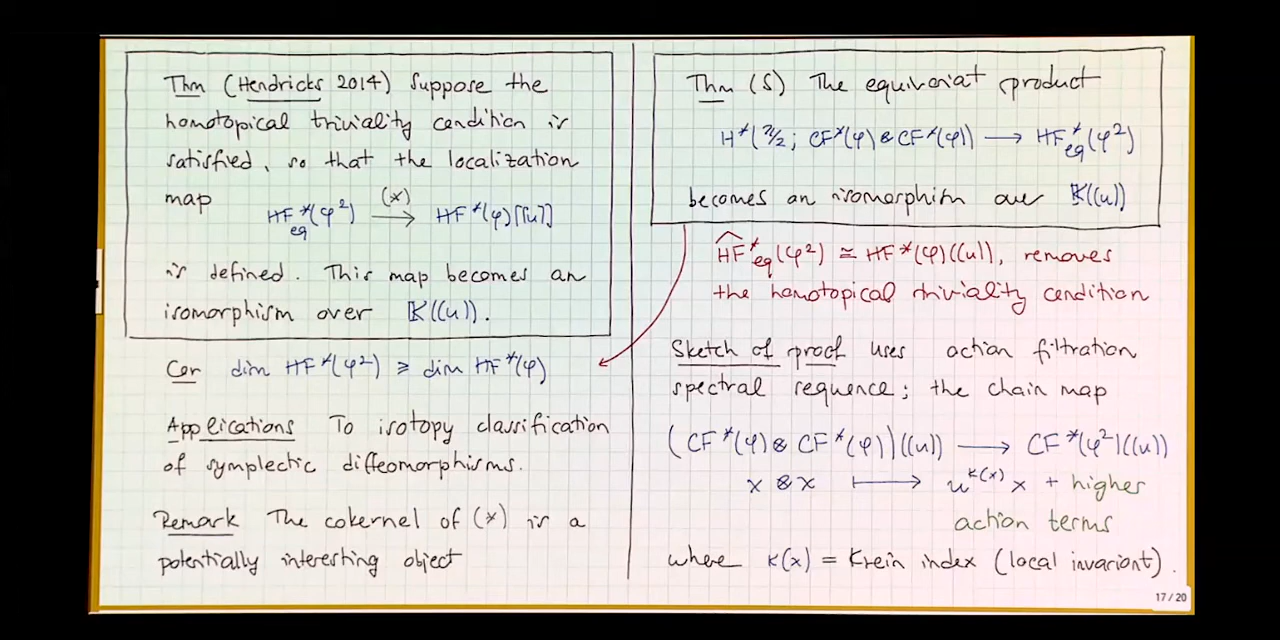 Thm (Hendricks 2014) Suppose the
homotopical triviality condition is
satisfied, so that the localization
map HF*eq(φ²) →(*) HF*(φ)[[u]]
is defined. This map becomes an
isomorphism over 𝕂((u)).
Cor dim HF*(φ²) ≥ dim HF*(φ)
Applications To isotopy classification
of symplectic diffeomorphisms.
Remark The cokernel of (*) is a
potentially interesting object
Thm (S) The equivariat product
H*(ℤ/2; CF*(φ)⊗CF*(φ)) → HF*eq(φ²)
becomes an isomorphism over 𝕂((u))
ĤF*eq(φ²) ≅ HF*(φ)((u)), removes
the homotopical triviality condition
Sketch of proof uses action filtration
spectral sequence; the chain map
(CF*(φ)⊗CF*(φ))((u)) → CF*(φ²)((u))
x⊗x ↦ u^κ(x) x + higher
action terms
where κ(x) = Krein index (local invariant).
17/20